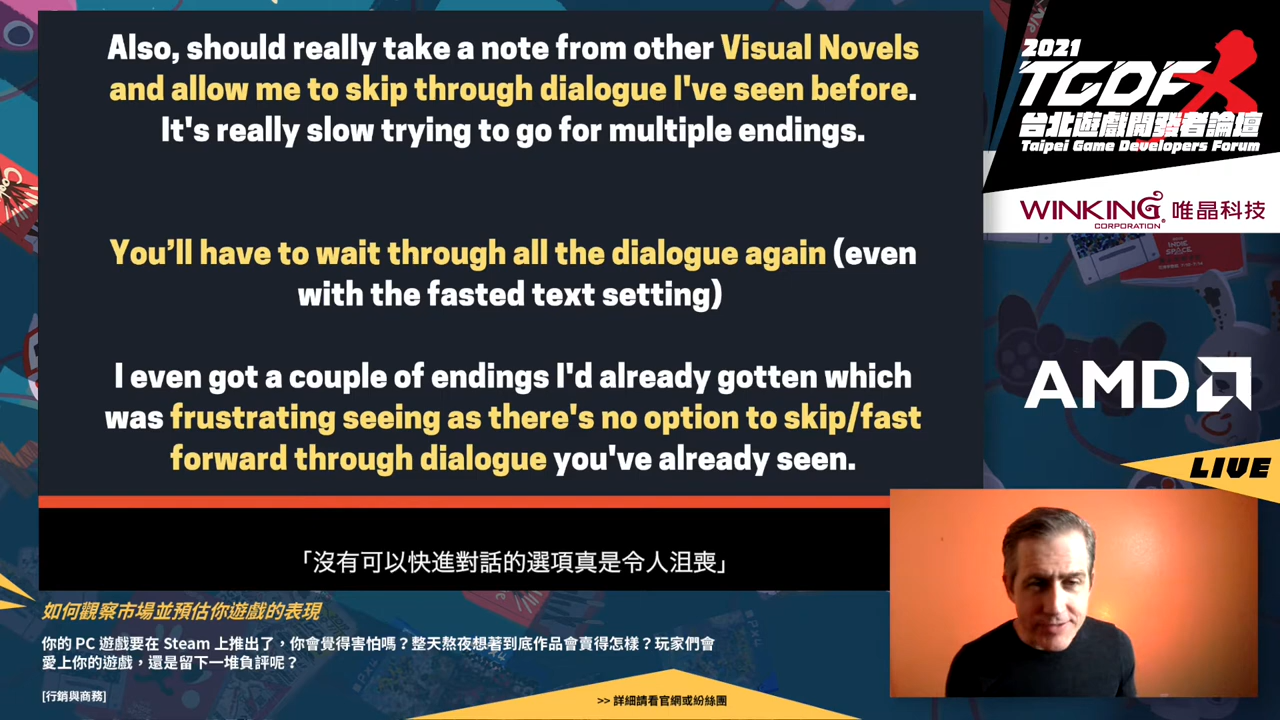 Also, should really take a note from other Visual Novels
and allow me to skip through dialogue I've seen before.
It's really slow trying to go for multiple endings.
You’ll have to wait through all the dialogue again (even
with the fasted text setting)
I even got a couple of endings I'd already gotten which
was frustrating seeing as there's no option to skip/fast
forward through dialogue you've already seen.
「沒有可以快進對話的選項真是令人沮喪」
2021
TGDF X
台北遊戲開發者論壇
Taipei Game Developers Forum
WINKING 唯晶科技
CORPORATION
AMD
LIVE
如何觀察市場並預估你遊戲的表現
你的 PC 遊戲要在 Steam 上推出了，你會覺得害怕嗎？整天熬夜想著到底作品會賣得怎樣？玩家們會
愛上你的遊戲，還是留下一堆負評呢？
[行銷與商務]
>> 詳細請看官網或粉絲團